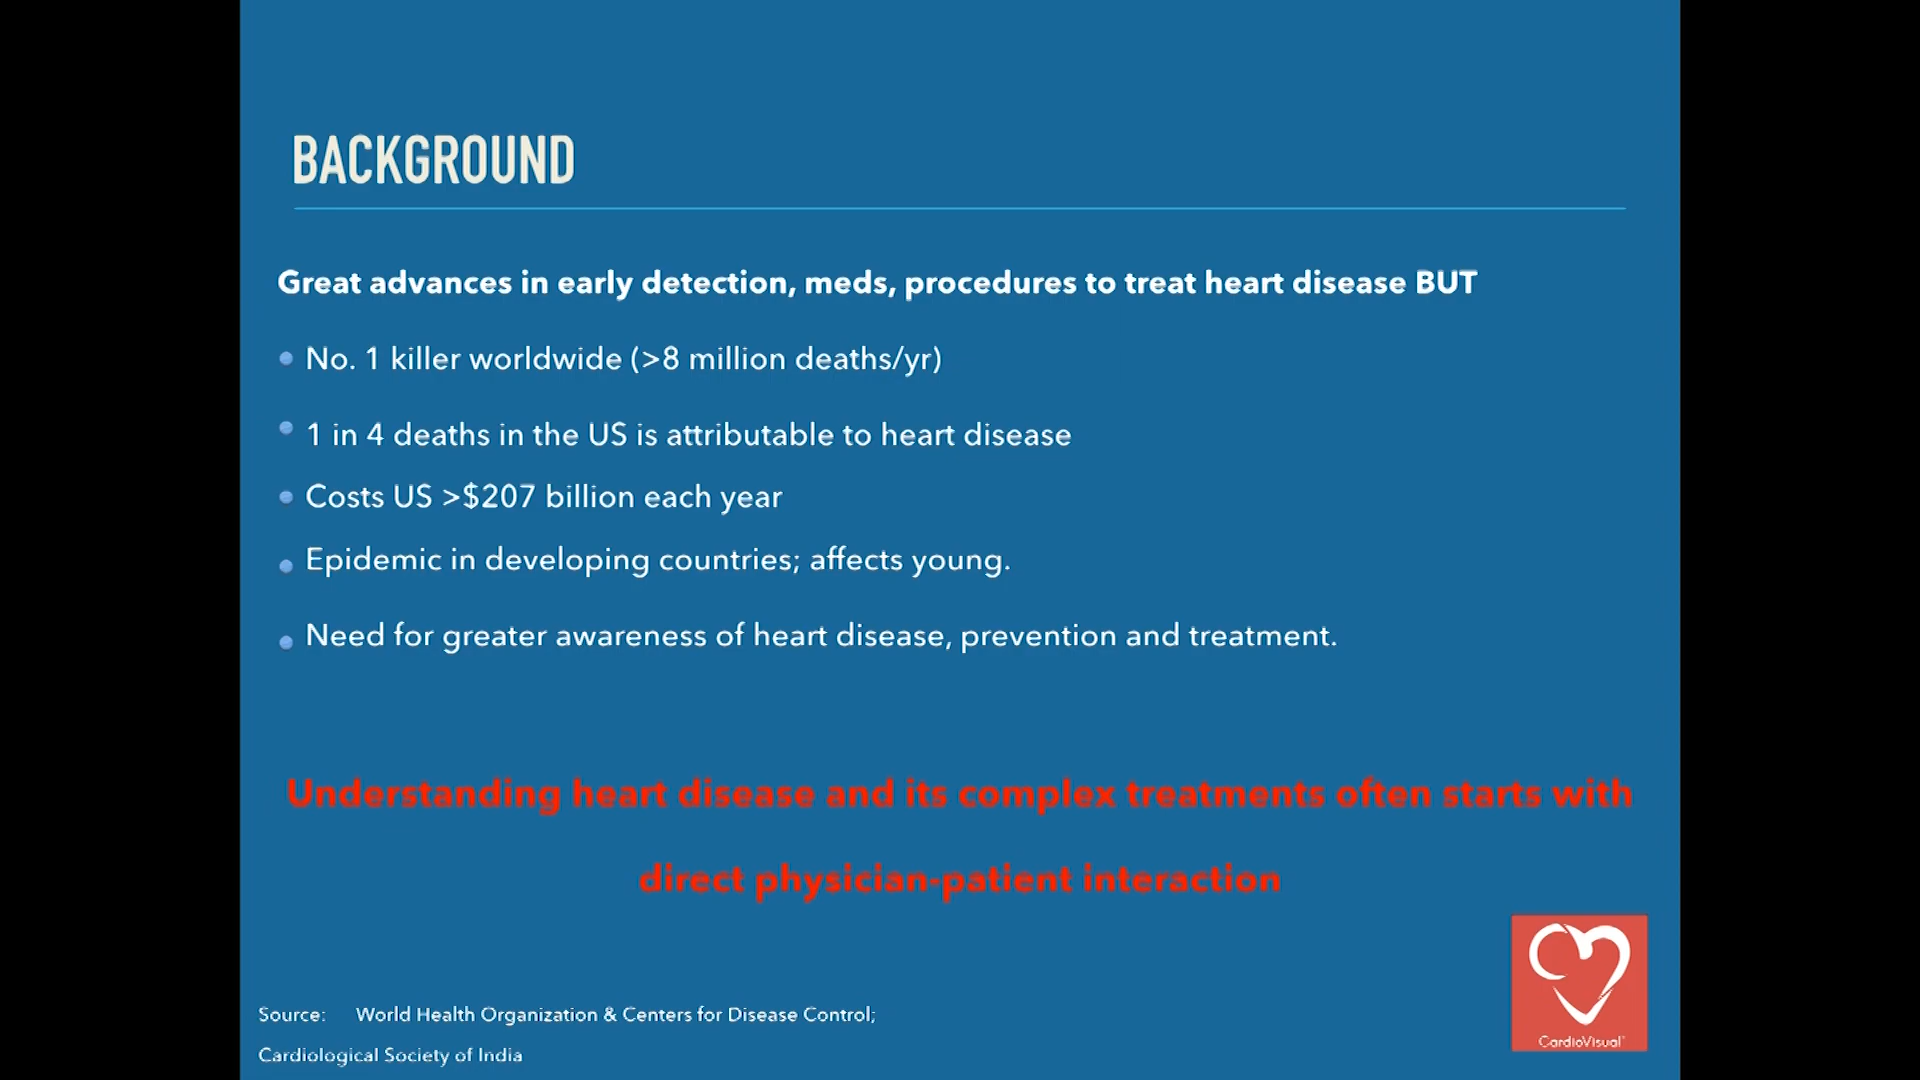 BACKGROUND
Great advances in early detection, meds, procedures to treat heart disease BUT
No. 1 killer worldwide (>8 million deaths/yr)
1 in 4 deaths in the US is attributable to heart disease
Costs US >$207 billion each year
Epidemic in developing countries; affects young.
Need for greater awareness of heart disease, prevention and treatment.
Understanding heart disease and its complex treatments often starts with
direct physician-patient interaction
Source: World Health Organization & Centers for Disease Control;
Cardiological Society of India
CardioVisual